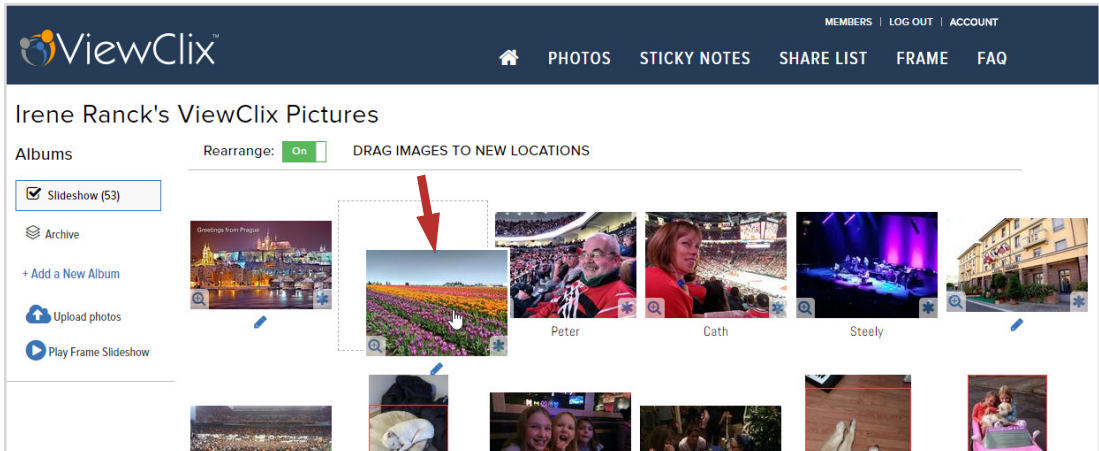 MEMBERS | LOG OUT | ACCOUNT
ViewClix™
PHOTOS STICKY NOTES SHARE LIST FRAME FAQ
Irene Ranck's ViewClix Pictures
Albums
Rearrange: On DRAG IMAGES TO NEW LOCATIONS
Slideshow (53)
Archive
+ Add a New Album
Upload photos
Play Frame Slideshow
Greetings from Prague
Peter Cath Steely